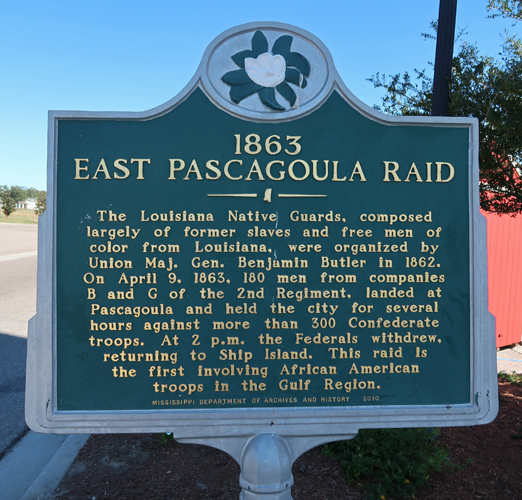 1863
EAST PASCAGOULA RAID
The Louisiana Native Guards, composed
largely of former slaves and free men of
color from Louisiana, were organized by
Union Maj. Gen. Benjamin Butler in 1862.
On April 9, 1863, 180 men from companies
B and G of the 2nd Regiment, landed at
Pascagoula and held the city for several
hours against more than 300 Confederate
troops. At 2 p.m. the Federals withdrew,
returning to Ship Island. This raid is
the first involving African American
troops in the Gulf Region.
MISSISSIPPI DEPARTMENT OF ARCHIVES AND HISTORY 2010